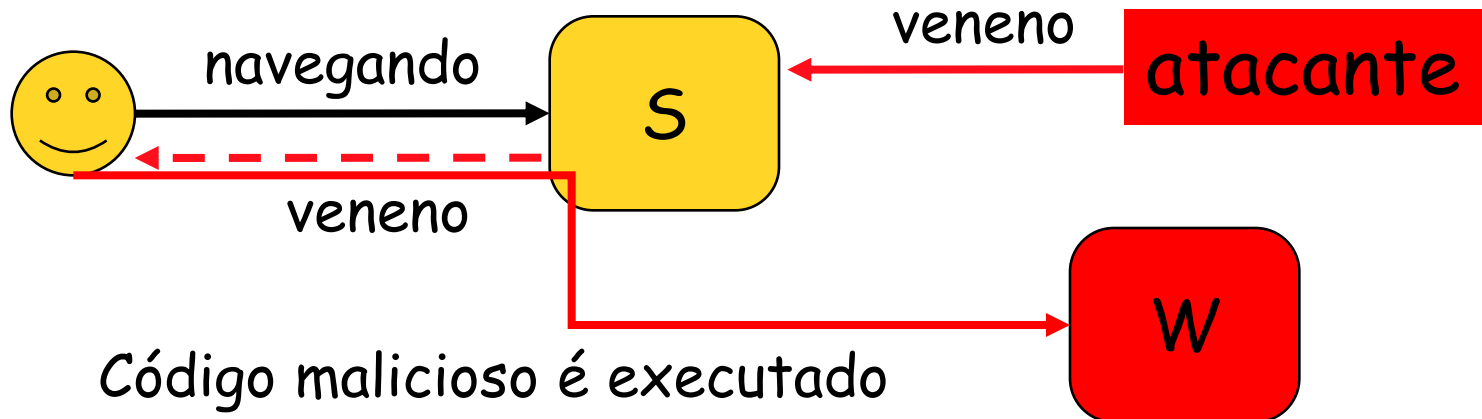 veneno
atacante
navegando
S
veneno
W
Código malicioso é executado